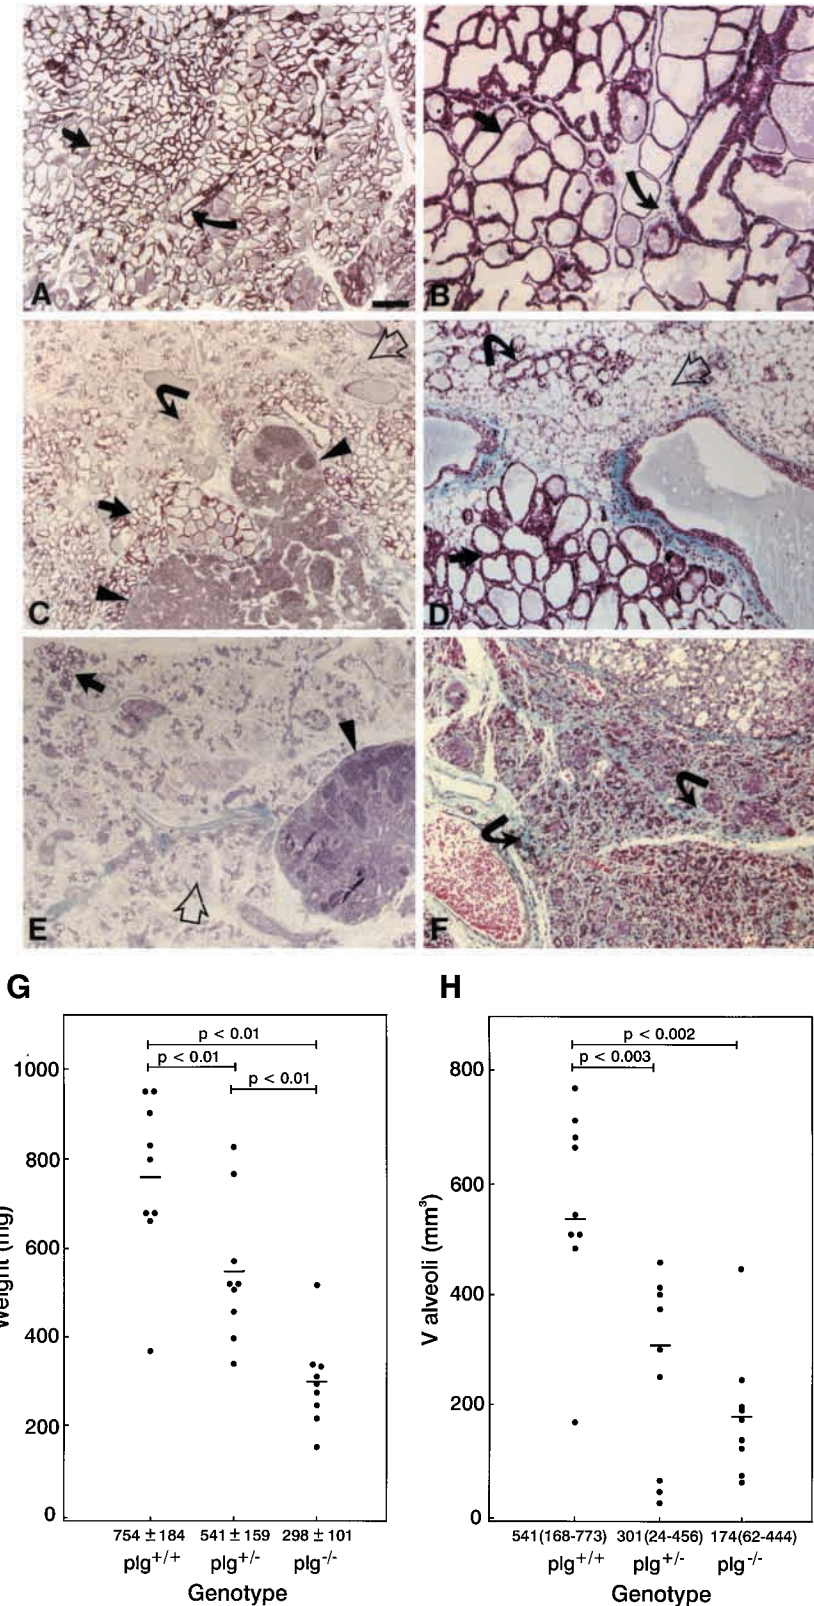 A
B
C
D
E
F
G
H
p < 0.01
p < 0.01
p < 0.01
1000
800
600
400
200
0
Weight (mg)
754 ± 184
541 ± 159
298 ± 101
plg+/+
plg+/-
plg-/-
Genotype
p < 0.002
p < 0.003
800
600
400
200
0
V alveoli (mm³)
541(168-773)
301(24-456)
174(62-444)
plg+/+
plg+/-
plg-/-
Genotype